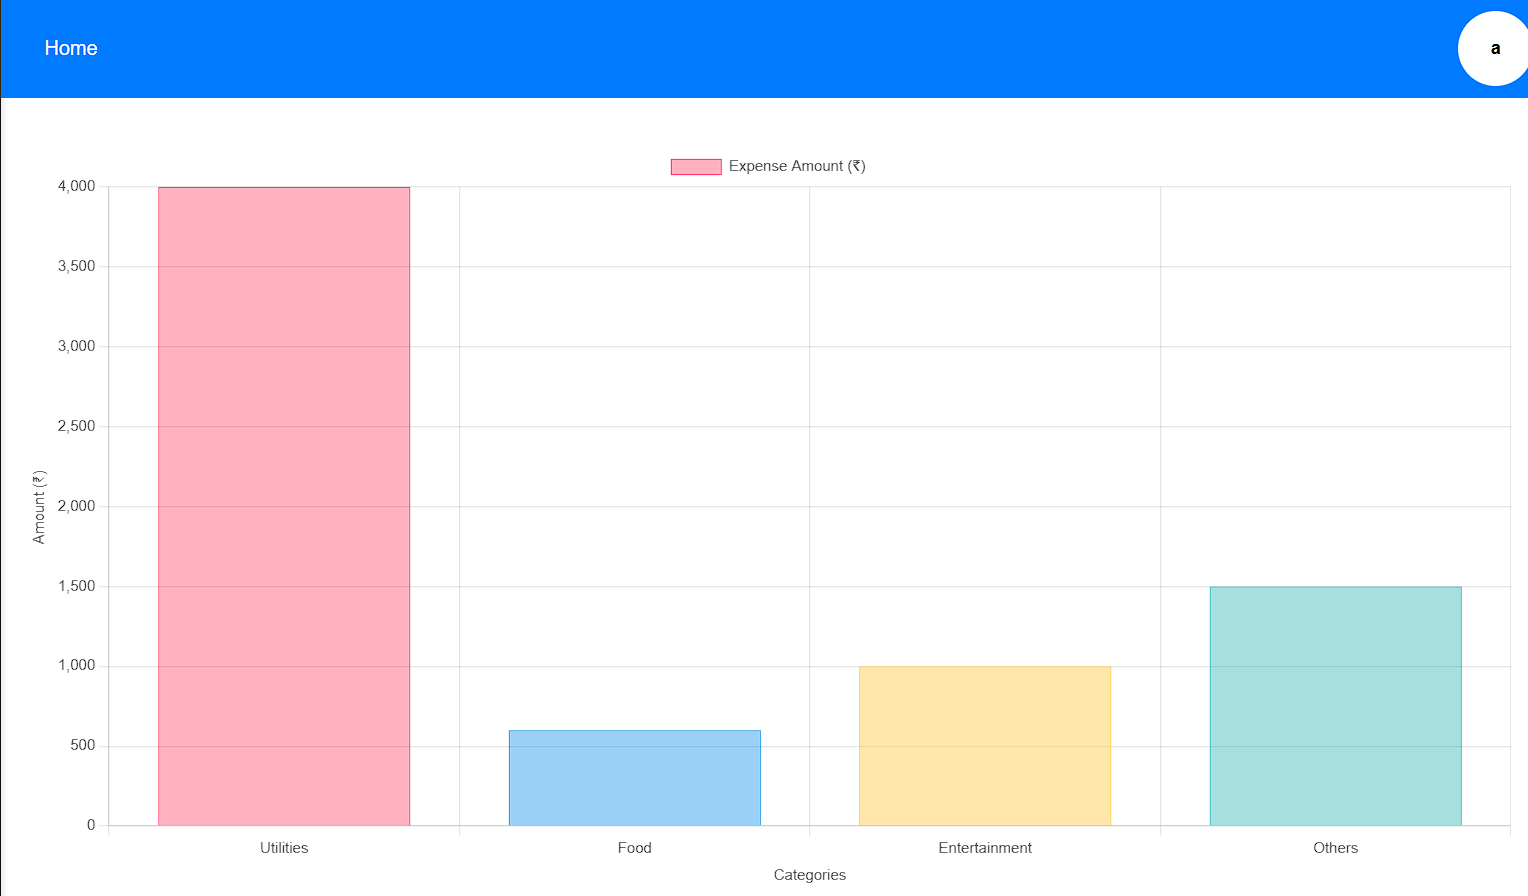 Home
a
Expense Amount (₹)
4,000
3,500
3,000
2,500
2,000
1,500
1,000
500
0
Amount (₹)
Utilities
Food
Entertainment
Others
Categories